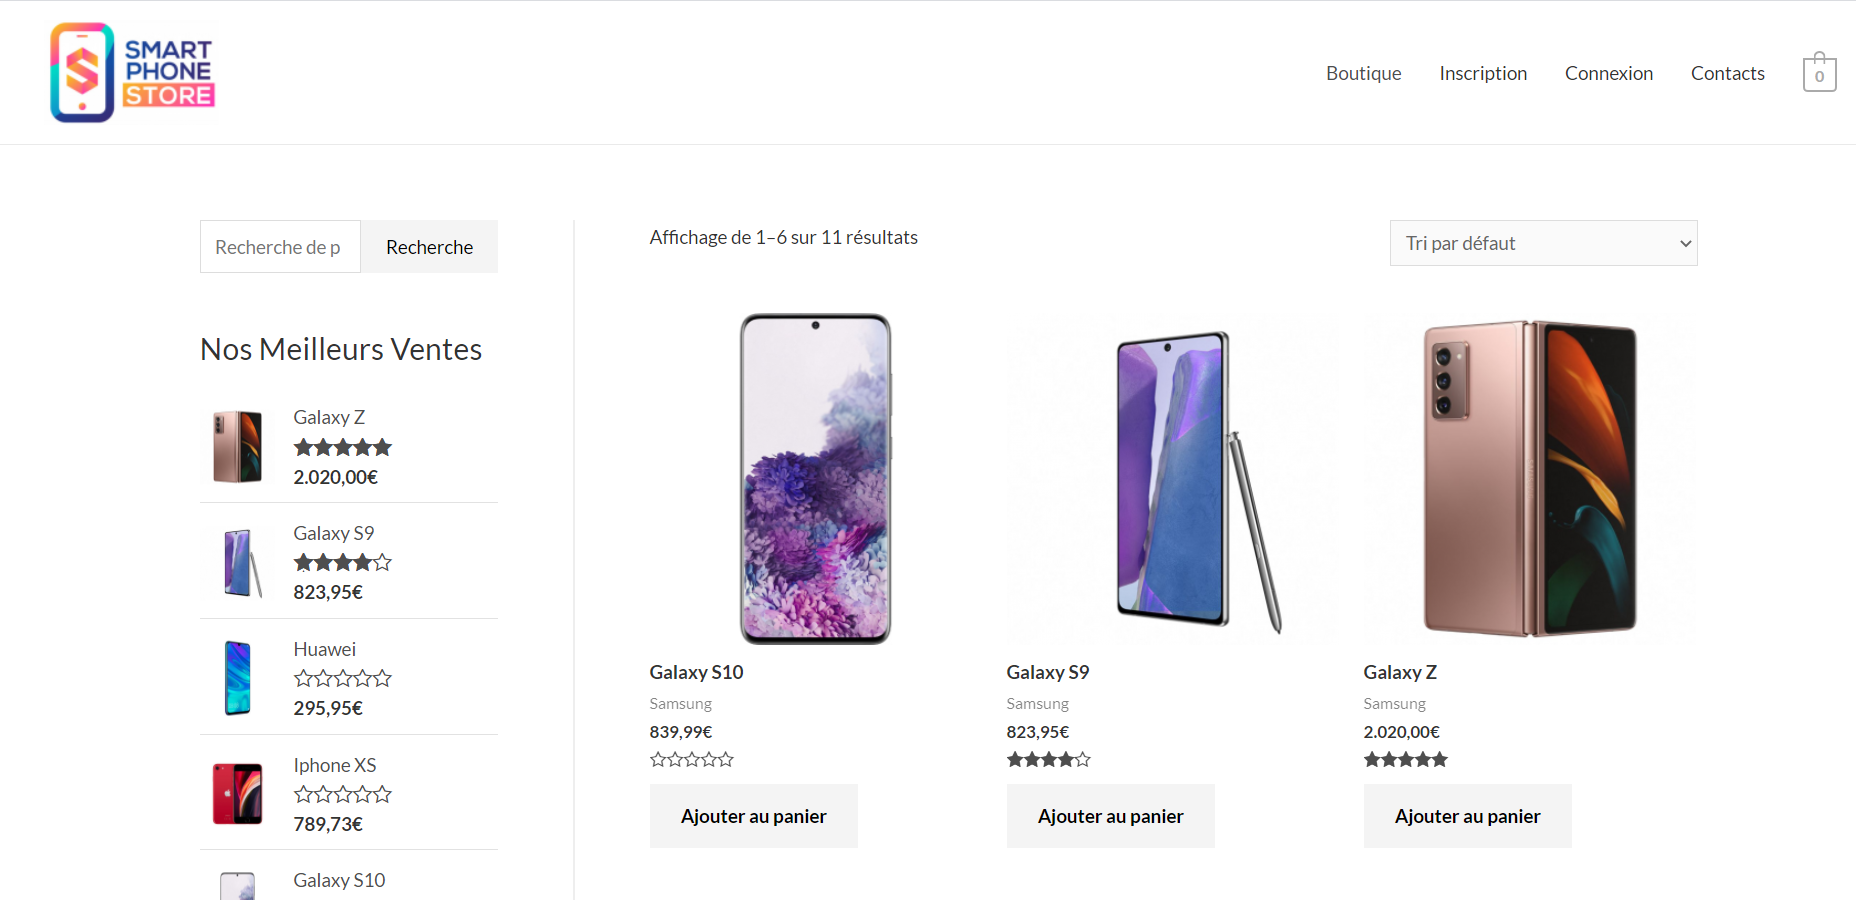 SMART
PHONE
STORE
Boutique
Inscription
Connexion
Contacts
0
Recherche de p
Recherche
Affichage de 1–6 sur 11 résultats
Tri par défaut
Nos Meilleurs Ventes
Galaxy Z
2.020,00€
Galaxy S9
823,95€
Huawei
295,95€
Iphone XS
789,73€
Galaxy S10
Galaxy S10
Samsung
839,99€
Ajouter au panier
Galaxy S9
Samsung
823,95€
Ajouter au panier
Galaxy Z
Samsung
2.020,00€
Ajouter au panier